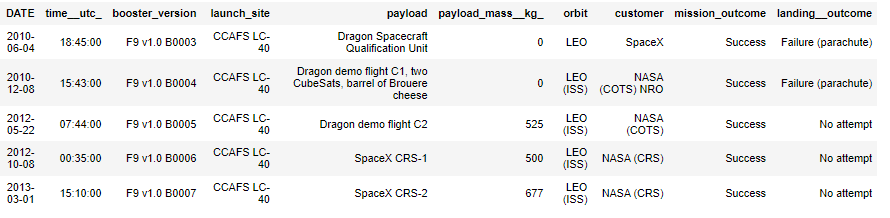 DATE time__utc_ booster_version launch_site payload payload_mass__kg_ orbit customer mission_outcome landing__outcome
2010-
06-04 18:45:00 F9 v1.0 B0003 CCAFS LC-
40 Dragon Spacecraft
Qualification Unit 0 LEO SpaceX Success Failure (parachute)
2010-
12-08 15:43:00 F9 v1.0 B0004 CCAFS LC-
40 Dragon demo flight C1, two
CubeSats, barrel of Brouere
cheese 0 LEO
(ISS) NASA
(COTS) NRO Success Failure (parachute)
2012-
05-22 07:44:00 F9 v1.0 B0005 CCAFS LC-
40 Dragon demo flight C2 525 LEO
(ISS) NASA
(COTS) Success No attempt
2012-
10-08 00:35:00 F9 v1.0 B0006 CCAFS LC-
40 SpaceX CRS-1 500 LEO
(ISS) NASA (CRS) Success No attempt
2013-
03-01 15:10:00 F9 v1.0 B0007 CCAFS LC-
40 SpaceX CRS-2 677 LEO
(ISS) NASA (CRS) Success No attempt